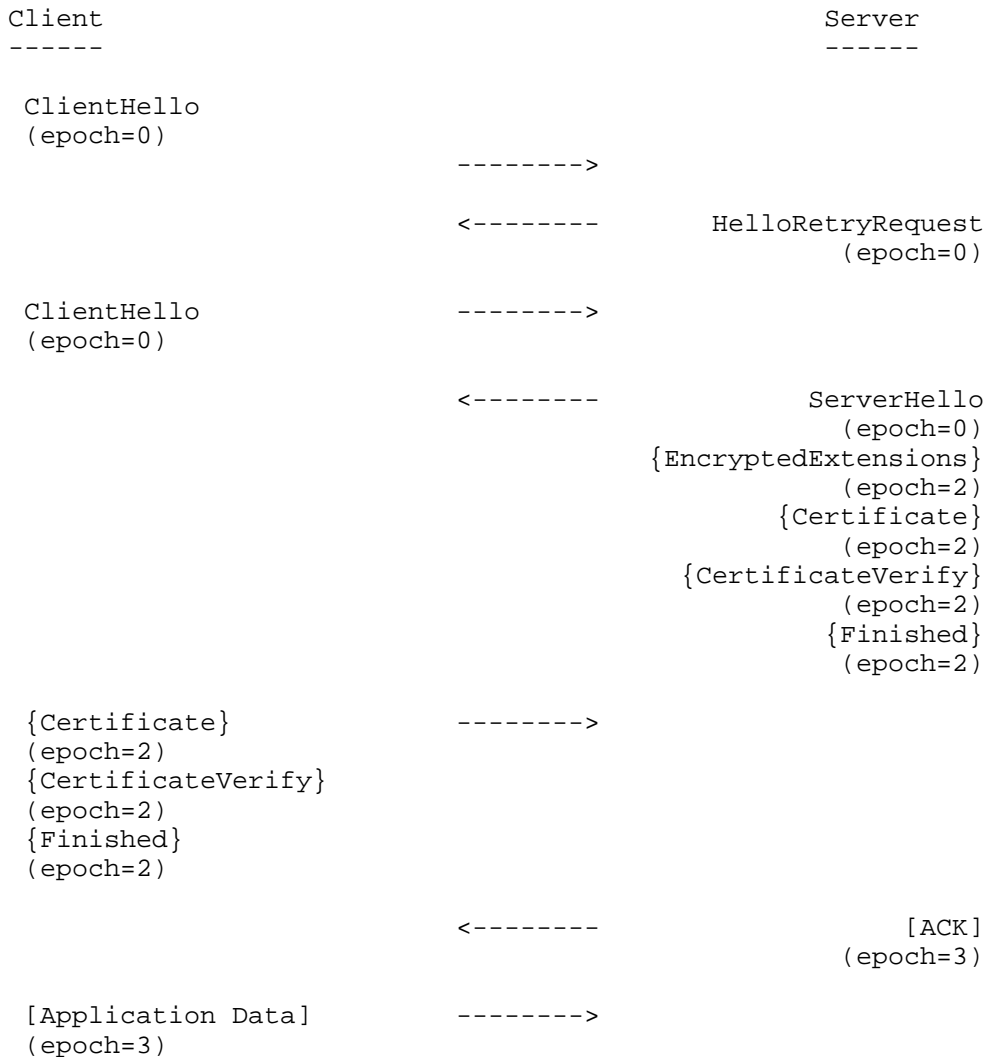 Client                                             Server
------                                             ------

 ClientHello
 (epoch=0)
                            -------->

                            <--------       HelloRetryRequest
                                                    (epoch=0)

 ClientHello                -------->
 (epoch=0)

                            <--------             ServerHello
                                                    (epoch=0)
                                        {EncryptedExtensions}
                                                    (epoch=2)
                                                {Certificate}
                                                    (epoch=2)
                                          {CertificateVerify}
                                                    (epoch=2)
                                                   {Finished}
                                                    (epoch=2)

 {Certificate}              -------->
 (epoch=2)
 {CertificateVerify}
 (epoch=2)
 {Finished}
 (epoch=2)

                            <--------                   [ACK]
                                                    (epoch=3)

 [Application Data]         -------->
 (epoch=3)